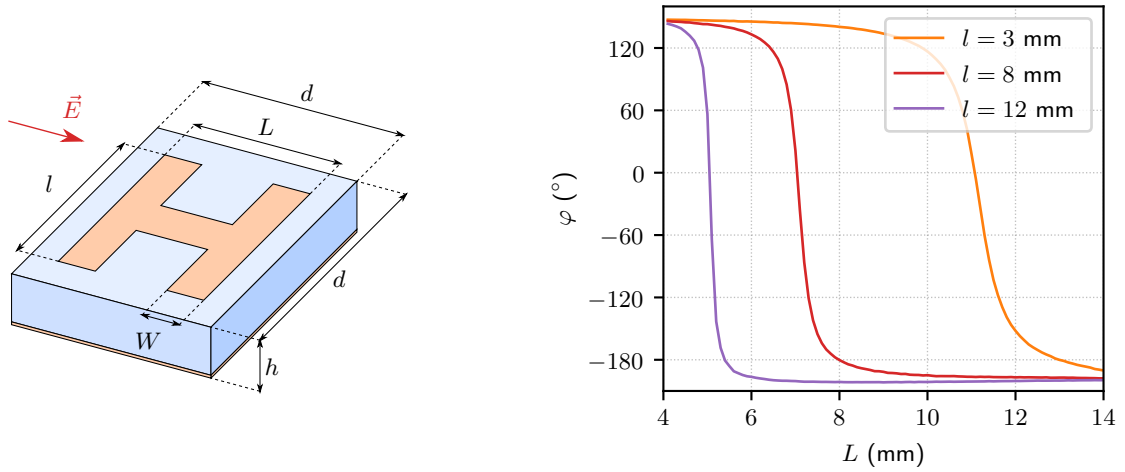 d
L
E⃗
l
d
W
h
φ (°)
120
60
0
−60
−120
−180
l = 3 mm
l = 8 mm
l = 12 mm
4 6 8 10 12 14
L (mm)